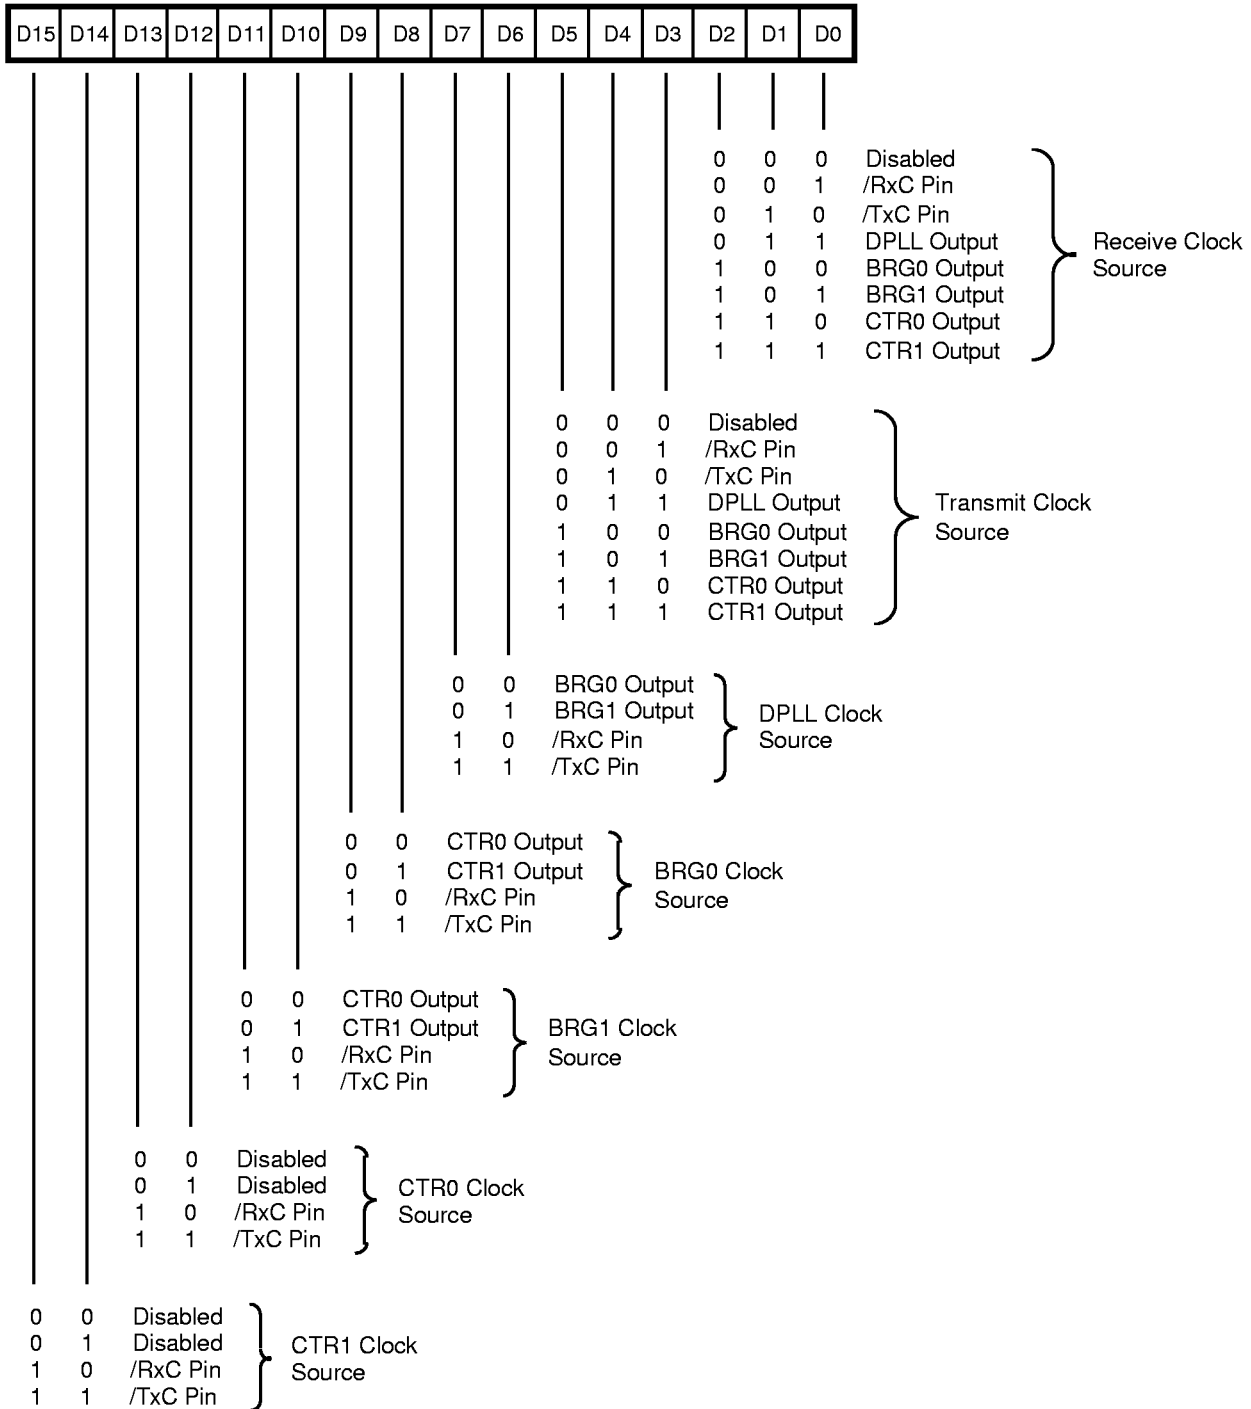 D15 D14 D13 D12 D11 D10 D9 D8 D7 D6 D5 D4 D3 D2 D1 D0
0 0 0 Disabled
0 0 1 /RxC Pin
0 1 0 /TxC Pin
0 1 1 DPLL Output
1 0 0 BRG0 Output
1 0 1 BRG1 Output
1 1 0 CTR0 Output
1 1 1 CTR1 Output
Receive Clock
Source
0 0 0 Disabled
0 0 1 /RxC Pin
0 1 0 /TxC Pin
0 1 1 DPLL Output
1 0 0 BRG0 Output
1 0 1 BRG1 Output
1 1 0 CTR0 Output
1 1 1 CTR1 Output
Transmit Clock
Source
0 0 BRG0 Output
0 1 BRG1 Output
1 0 /RxC Pin
1 1 /TxC Pin
DPLL Clock
Source
0 0 CTR0 Output
0 1 CTR1 Output
1 0 /RxC Pin
1 1 /TxC Pin
BRG0 Clock
Source
0 0 CTR0 Output
0 1 CTR1 Output
1 0 /RxC Pin
1 1 /TxC Pin
BRG1 Clock
Source
0 0 Disabled
0 1 Disabled
1 0 /RxC Pin
1 1 /TxC Pin
CTR0 Clock
Source
0 0 Disabled
0 1 Disabled
1 0 /RxC Pin
1 1 /TxC Pin
CTR1 Clock
Source